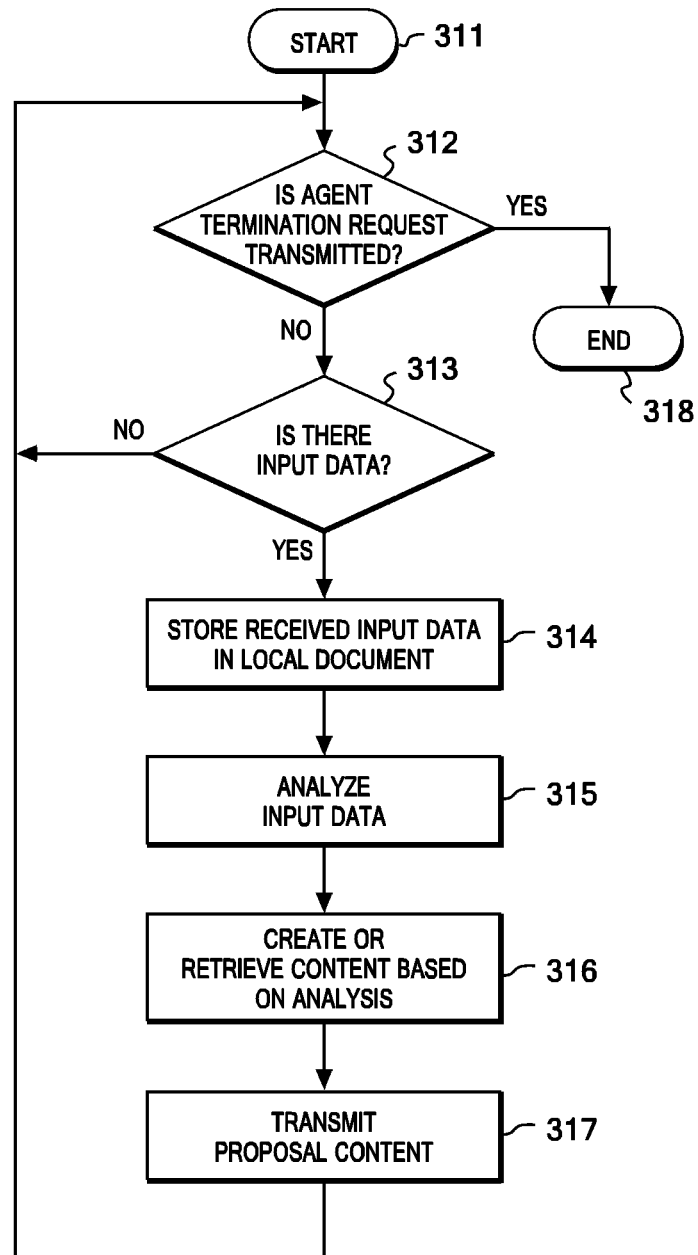 START
311
312
IS AGENT
TERMINATION REQUEST
TRANSMITTED?
YES
NO
END
318
313
NO
IS THERE
INPUT DATA?
YES
STORE RECEIVED INPUT DATA
IN LOCAL DOCUMENT
314
ANALYZE
INPUT DATA
315
CREATE OR
RETRIEVE CONTENT BASED
ON ANALYSIS
316
TRANSMIT
PROPOSAL CONTENT
317